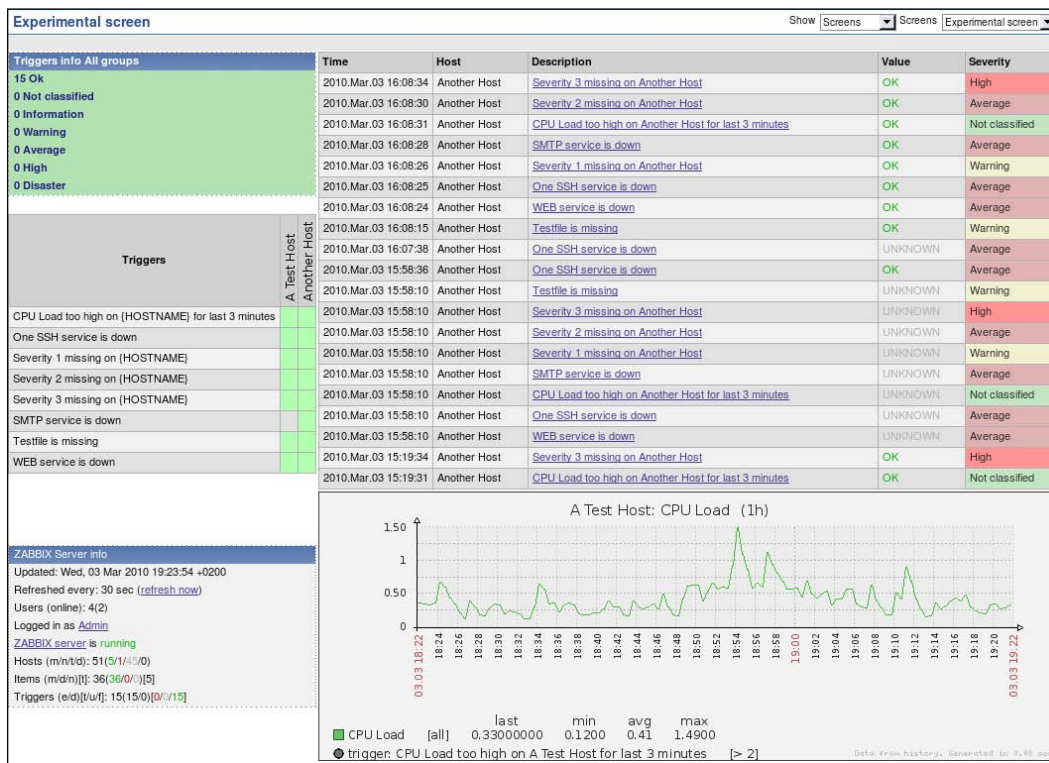 Experimental screen
Show Screens Screens Experimental screen
Triggers info All groups
15 Ok
0 Not classified
0 Information
0 Warning
0 Average
0 High
0 Disaster
Triggers
A Test Host
Another Host
CPU Load too high on {HOSTNAME} for last 3 minutes
One SSH service is down
Severity 1 missing on {HOSTNAME}
Severity 2 missing on {HOSTNAME}
Severity 3 missing on {HOSTNAME}
SMTP service is down
Testfile is missing
WEB service is down
ZABBIX Server info
Updated: Wed, 03 Mar 2010 19:23:54 +0200
Refreshed every: 30 sec (refresh now)
Users (online): 4(2)
Logged in as Admin
ZABBIX server is running
Hosts (m/n/t/d): 51(5/1/45/0)
Items (m/d/n)[t]: 36(36/0/0)[5]
Triggers (e/d)[t/u/f]: 15(15/0)[0/0/15]
Time Host Description Value Severity
2010.Mar.03 16:08:34 Another Host Severity 3 missing on Another Host OK High
2010.Mar.03 16:08:30 Another Host Severity 2 missing on Another Host OK Average
2010.Mar.03 16:08:31 Another Host CPU Load too high on Another Host for last 3 minutes OK Not classified
2010.Mar.03 16:08:28 Another Host SMTP service is down OK Average
2010.Mar.03 16:08:26 Another Host Severity 1 missing on Another Host OK Warning
2010.Mar.03 16:08:25 Another Host One SSH service is down OK Average
2010.Mar.03 16:08:24 Another Host WEB service is down OK Average
2010.Mar.03 16:08:15 Another Host Testfile is missing OK Warning
2010.Mar.03 16:07:38 Another Host One SSH service is down UNKNOWN Average
2010.Mar.03 15:58:36 Another Host One SSH service is down OK Average
2010.Mar.03 15:58:10 Another Host Testfile is missing UNKNOWN Warning
2010.Mar.03 15:58:10 Another Host Severity 3 missing on Another Host UNKNOWN High
2010.Mar.03 15:58:10 Another Host Severity 2 missing on Another Host UNKNOWN Average
2010.Mar.03 15:58:10 Another Host Severity 1 missing on Another Host UNKNOWN Warning
2010.Mar.03 15:58:10 Another Host SMTP service is down UNKNOWN Average
2010.Mar.03 15:58:10 Another Host CPU Load too high on Another Host for last 3 minutes UNKNOWN Not classified
2010.Mar.03 15:58:10 Another Host One SSH service is down UNKNOWN Average
2010.Mar.03 15:58:10 Another Host WEB service is down UNKNOWN Average
2010.Mar.03 15:19:34 Another Host Severity 3 missing on Another Host OK High
2010.Mar.03 15:19:31 Another Host CPU Load too high on Another Host for last 3 minutes OK Not classified
A Test Host: CPU Load (1h)
1.50
1
0.50
0
03.03 18:22 18:24 18:26 18:28 18:30 18:32 18:34 18:36 18:38 18:40 18:42 18:44 18:46 18:48 18:50 18:52 18:54 18:56 18:58 19:00 19:02 19:04 19:06 19:08 19:10 19:12 19:14 19:16 19:18 19:20 03.03 19:22
last min avg max
CPU Load [all] 0.33000000 0.1200 0.41 1.4900
trigger: CPU Load too high on A Test Host for last 3 minutes [> 2]
Data from history. Generated in